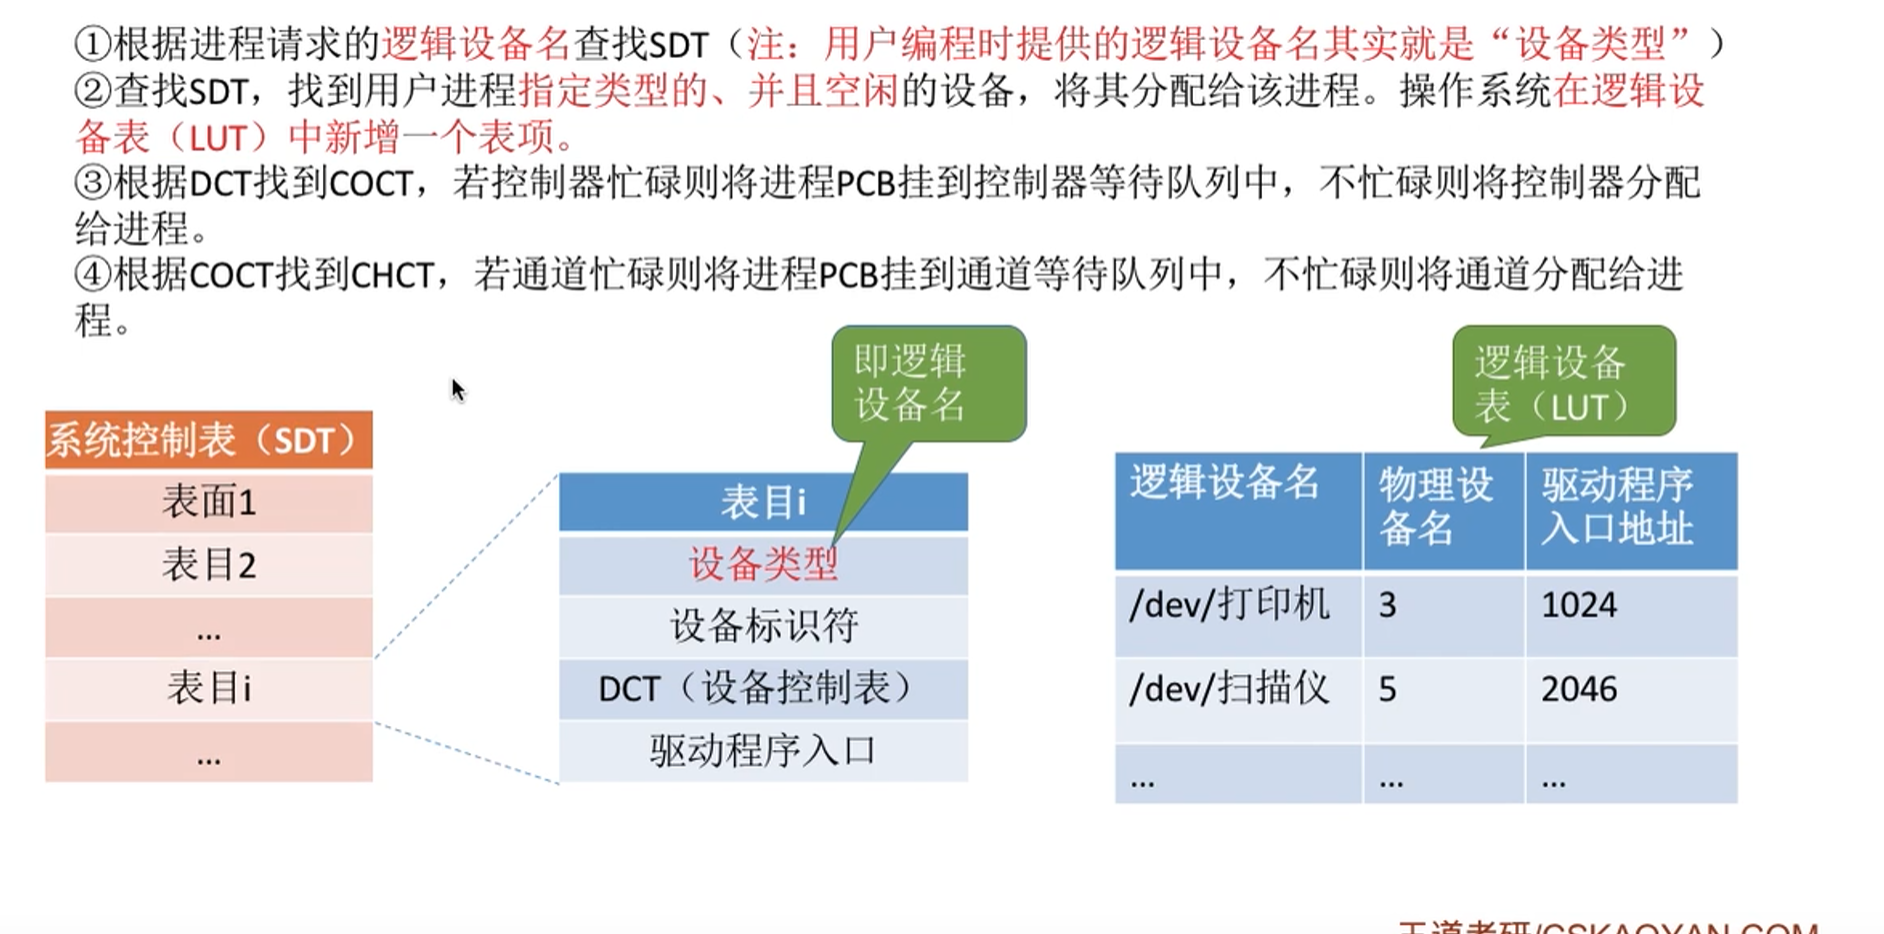 ①根据进程请求的逻辑设备名查找SDT（注：用户编程时提供的逻辑设备名其实就是“设备类型”）
②查找SDT，找到用户进程指定类型的、并且空闲的设备，将其分配给该进程。操作系统在逻辑设
备表（LUT）中新增一个表项。
③根据DCT找到COCT，若控制器忙碌则将进程PCB挂到控制器等待队列中，不忙碌则将控制器分配
给进程。
④根据COCT找到CHCT，若通道忙碌则将进程PCB挂到通道等待队列中，不忙碌则将通道分配给进
程。
即逻辑
设备名
逻辑设备
表（LUT）
系统控制表（SDT）
表面1
表目2
...
表目i
...
表目i
设备类型
设备标识符
DCT（设备控制表）
驱动程序入口
逻辑设备名 物理设备名 驱动程序入口地址
/dev/打印机 3 1024
/dev/扫描仪 5 2046
... ... ...
王道考研/CSKAOYAN.COM